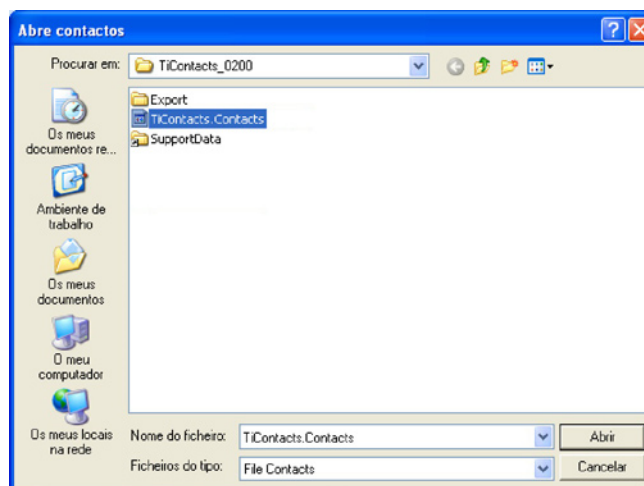 Abre contactos
Procurar em:
TiContacts_0200
Export
TiContacts.Contacts
SupportData
Os meus
documentos re...
Ambiente de
trabalho
Os meus
documentos
O meu
computador
Os meus locais
na rede
Nome do ficheiro:
TiContacts.Contacts
Abrir
Ficheiros do tipo:
File Contacts
Cancelar